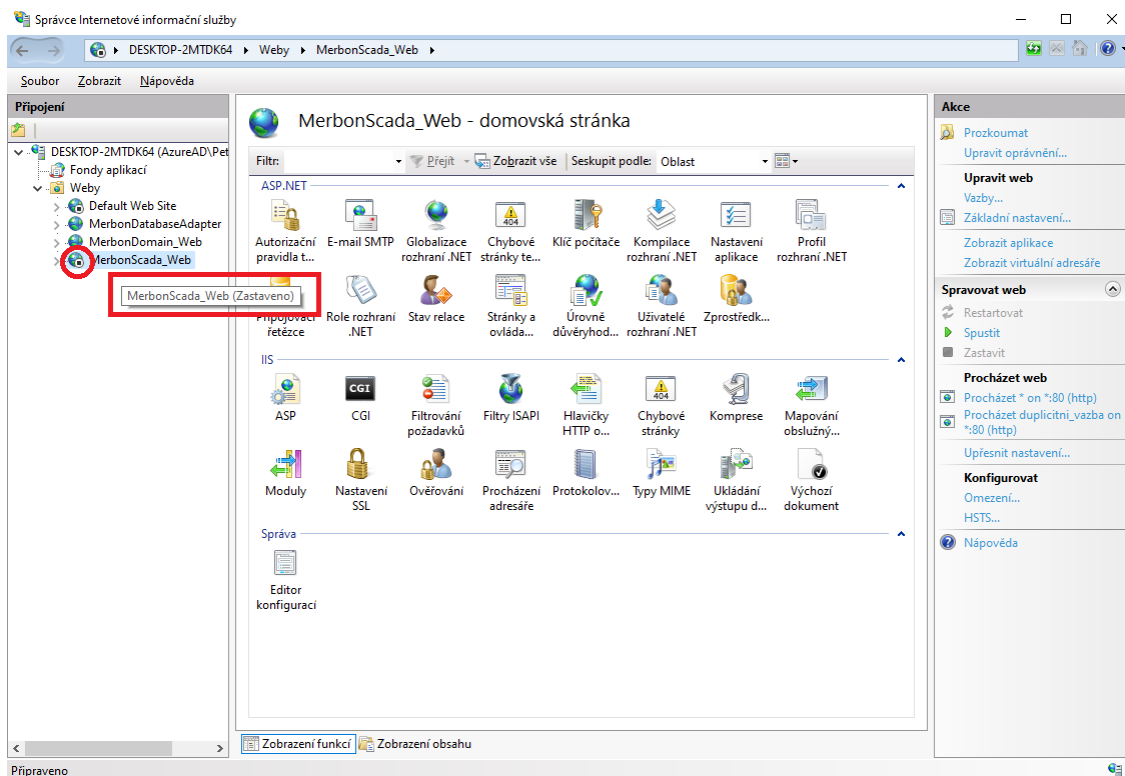 Správce Internetové informační služby
DESKTOP-2MTDK64 Weby MerbonScada_Web
Soubor Zobrazit Nápověda
Připojení
DESKTOP-2MTDK64 (AzureAD\Pet
Fondy aplikací
Weby
Default Web Site
MerbonDatabaseAdapter
MerbonDomain_Web
MerbonScada_Web
MerbonScada_Web (Zastaveno)
MerbonScada_Web - domovská stránka
Filtr: Přejít Zobrazit vše Seskupit podle: Oblast
ASP.NET
Autorizační pravidla t...
E-mail SMTP
Globalizace rozhraní .NET
Chybové stránky te...
Klíč počítače
Kompilace rozhraní .NET
Nastavení aplikace
Profil rozhraní .NET
Připojovací řetězce
Role rozhraní .NET
Stav relace
Stránky a ovláda...
Úrovně důvěryhod...
Uživatelé rozhraní .NET
Zprostředk...
IIS
ASP
CGI
CGI
Filtrování požadavků
Filtry ISAPI
Hlavičky HTTP o...
404
Chybové stránky
Komprese
Mapování obslužný...
Moduly
Nastavení SSL
Ověřování
Procházení adresáře
Protokolov...
Typy MIME
Ukládání výstupu d...
Výchozí dokument
Správa
Editor konfigurací
Zobrazení funkcí Zobrazení obsahu
Akce
Prozkoumat
Upravit oprávnění...
Upravit web
Vazby...
Základní nastavení...
Zobrazit aplikace
Zobrazit virtuální adresáře
Spravovat web
Restartovat
Spustit
Zastavit
Procházet web
Procházet * on *:80 (http)
Procházet duplicitni_vazba on
*:80 (http)
Upřesnit nastavení...
Konfigurovat
Omezení...
HSTS...
Nápověda
Připraveno